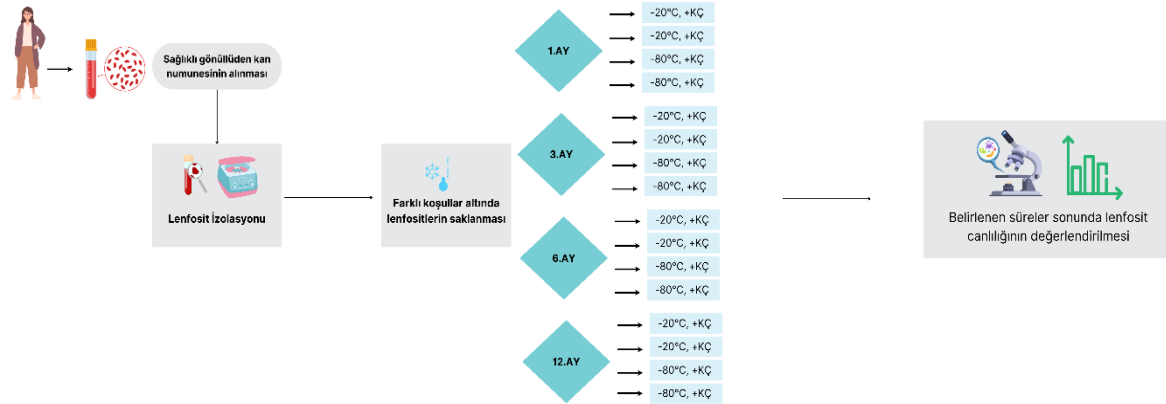 Sağlıklı gönüllüden kan
numunesinin alınması
Lenfosit İzolasyonu
Farklı koşullar altında
lenfositlerin saklanması
1.AY
-20°C, +KÇ
-20°C, +KÇ
-80°C, +KÇ
-80°C, +KÇ
3.AY
-20°C, +KÇ
-20°C, +KÇ
-80°C, +KÇ
-80°C, +KÇ
6.AY
-20°C, +KÇ
-20°C, +KÇ
-80°C, +KÇ
-80°C, +KÇ
12.AY
-20°C, +KÇ
-20°C, +KÇ
-80°C, +KÇ
-80°C, +KÇ
Belirlenen süreler sonunda lenfosit
canlılığının değerlendirilmesi